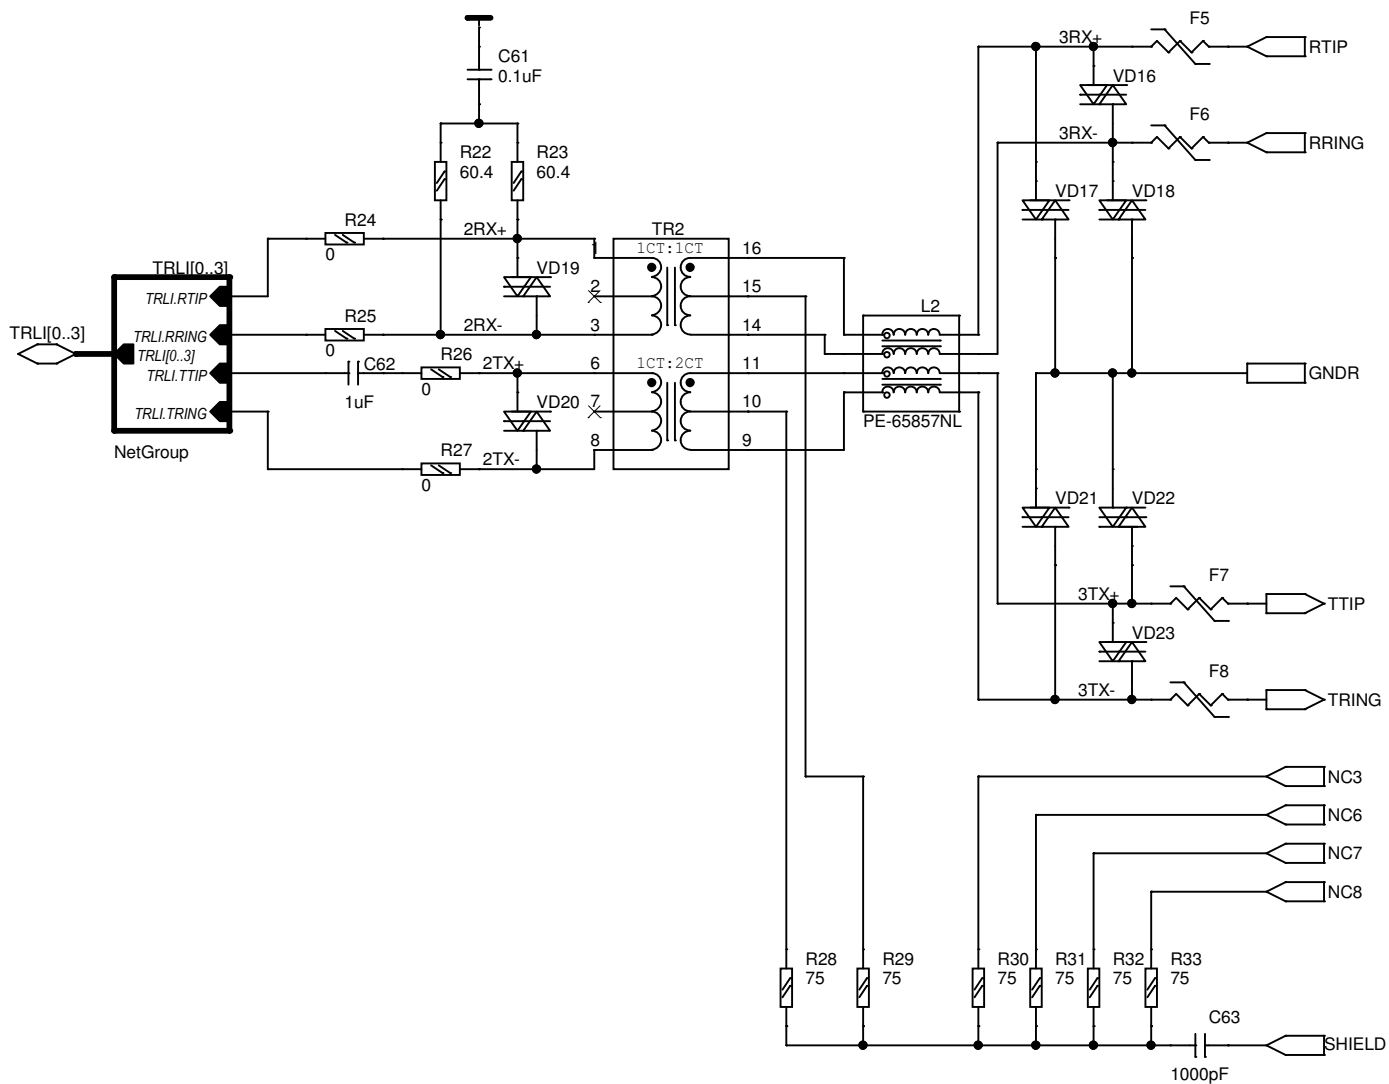 C61
0.1uF
R22
60.4
R23
60.4
R24
0
2RX+
VD19
TR2
1CT:1CT
1
2
3
16
15
14
TRLI[0..3]
TRLI.RTIP
TRLI.RRING
TRLI[0..3]
TRLI.TTIP
TRLI.TRING
NetGroup
TRLI[0..3]
R25
0
2RX-
C62
1uF
R26
0
2TX+
VD20
R27
0
2TX-
1CT:2CT
6
7
8
11
10
9
L2
PE-65857NL
3RX+
F5
RTIP
VD16
3RX-
F6
RRING
VD17
VD18
GNDR
VD21
VD22
3TX+
F7
TTIP
VD23
3TX-
F8
TRING
NC3
NC6
NC7
NC8
R28
75
R29
75
R30
75
R31
75
R32
75
R33
75
C63
1000pF
SHIELD